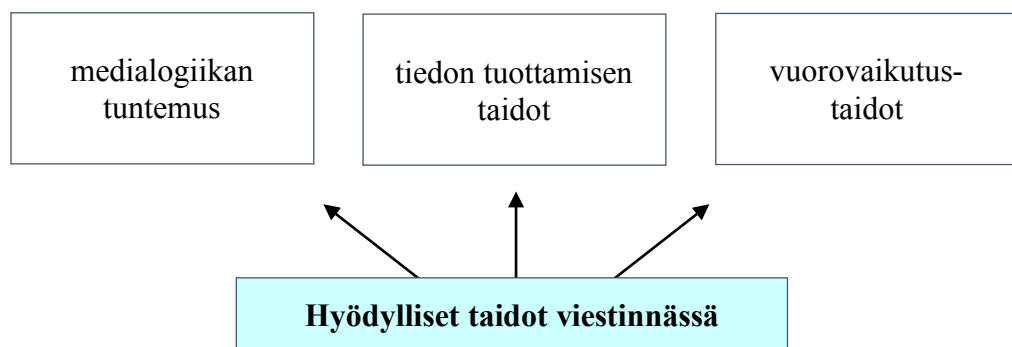 medialogiikan
tuntemus
tiedon tuottamisen
taidot
vuorovaikutus-
taidot
Hyödylliset taidot viestinnässä